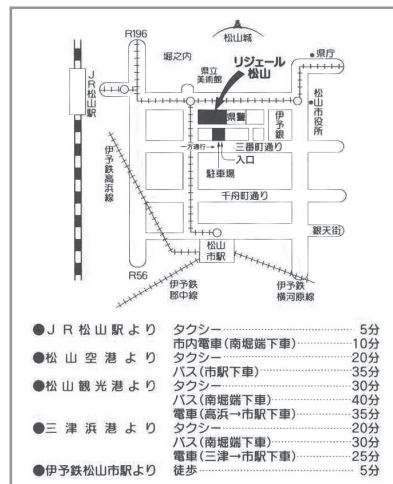 松山城
R196
堀之内
県立
美術館
リジェール
松山
県庁
JR松山駅
県警
伊予銀
松山市役所
一方通行
入口
三番町通り
駐車場
伊予鉄高浜線
千舟町通り
銀天街
松山
市駅
R56
伊予鉄
郡中線
伊予鉄
横河原線
●JR松山駅より タクシー……5分
市内電車(南堀端下車)……10分
●松山空港より タクシー……20分
バス(市駅下車)……35分
●松山観光港より タクシー……30分
バス(南堀端下車)……40分
電車(高浜→市駅下車)……35分
●三津浜港より タクシー……20分
バス(南堀端下車)……30分
電車(三津→市駅下車)……25分
●伊予鉄松山市駅より 徒歩……5分